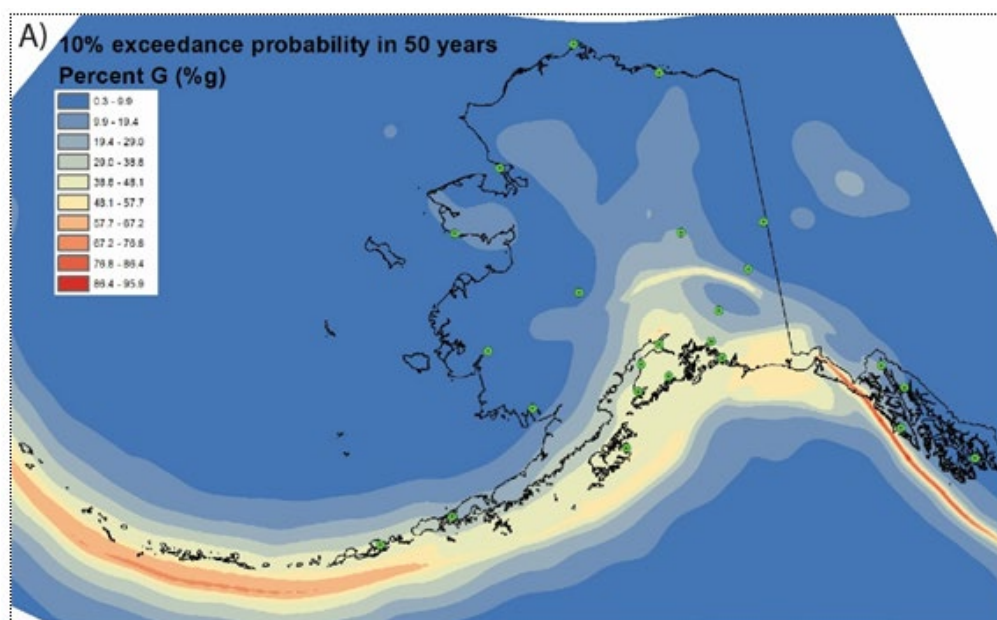 A)
10% exceedance probability in 50 years
Percent G (%g)
0.3 - 9.9
9.9 - 19.4
19.4 - 29.0
29.0 - 38.6
38.6 - 48.1
48.1 - 57.7
57.7 - 67.2
67.2 - 76.8
76.8 - 86.4
86.4 - 95.9